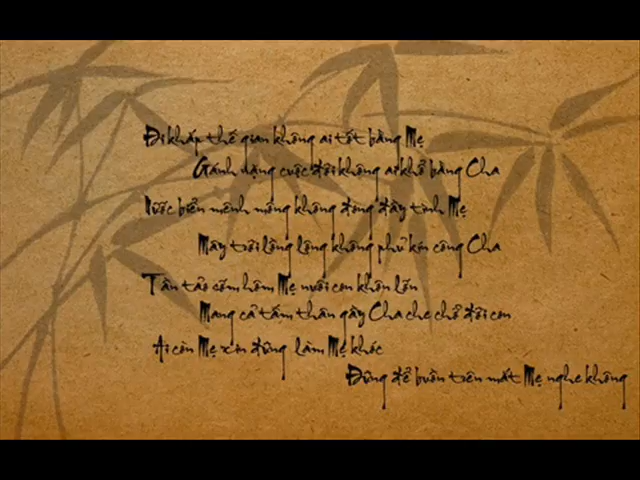 Đi khắp thế gian không ai tốt bằng Mẹ
Gánh nặng cuộc đời không ai khổ bằng Cha
Nước biển mênh mông không đong đầy tình Mẹ
Mây trời lồng lộng không phủ kín công Cha
Tần tảo sớm hôm Mẹ nuôi con khôn lớn
Mang cả tấm thân gầy Cha che chở đời con
Ai còn Mẹ xin đừng làm Mẹ khóc
Đừng để buồn trên mắt Mẹ nghe không